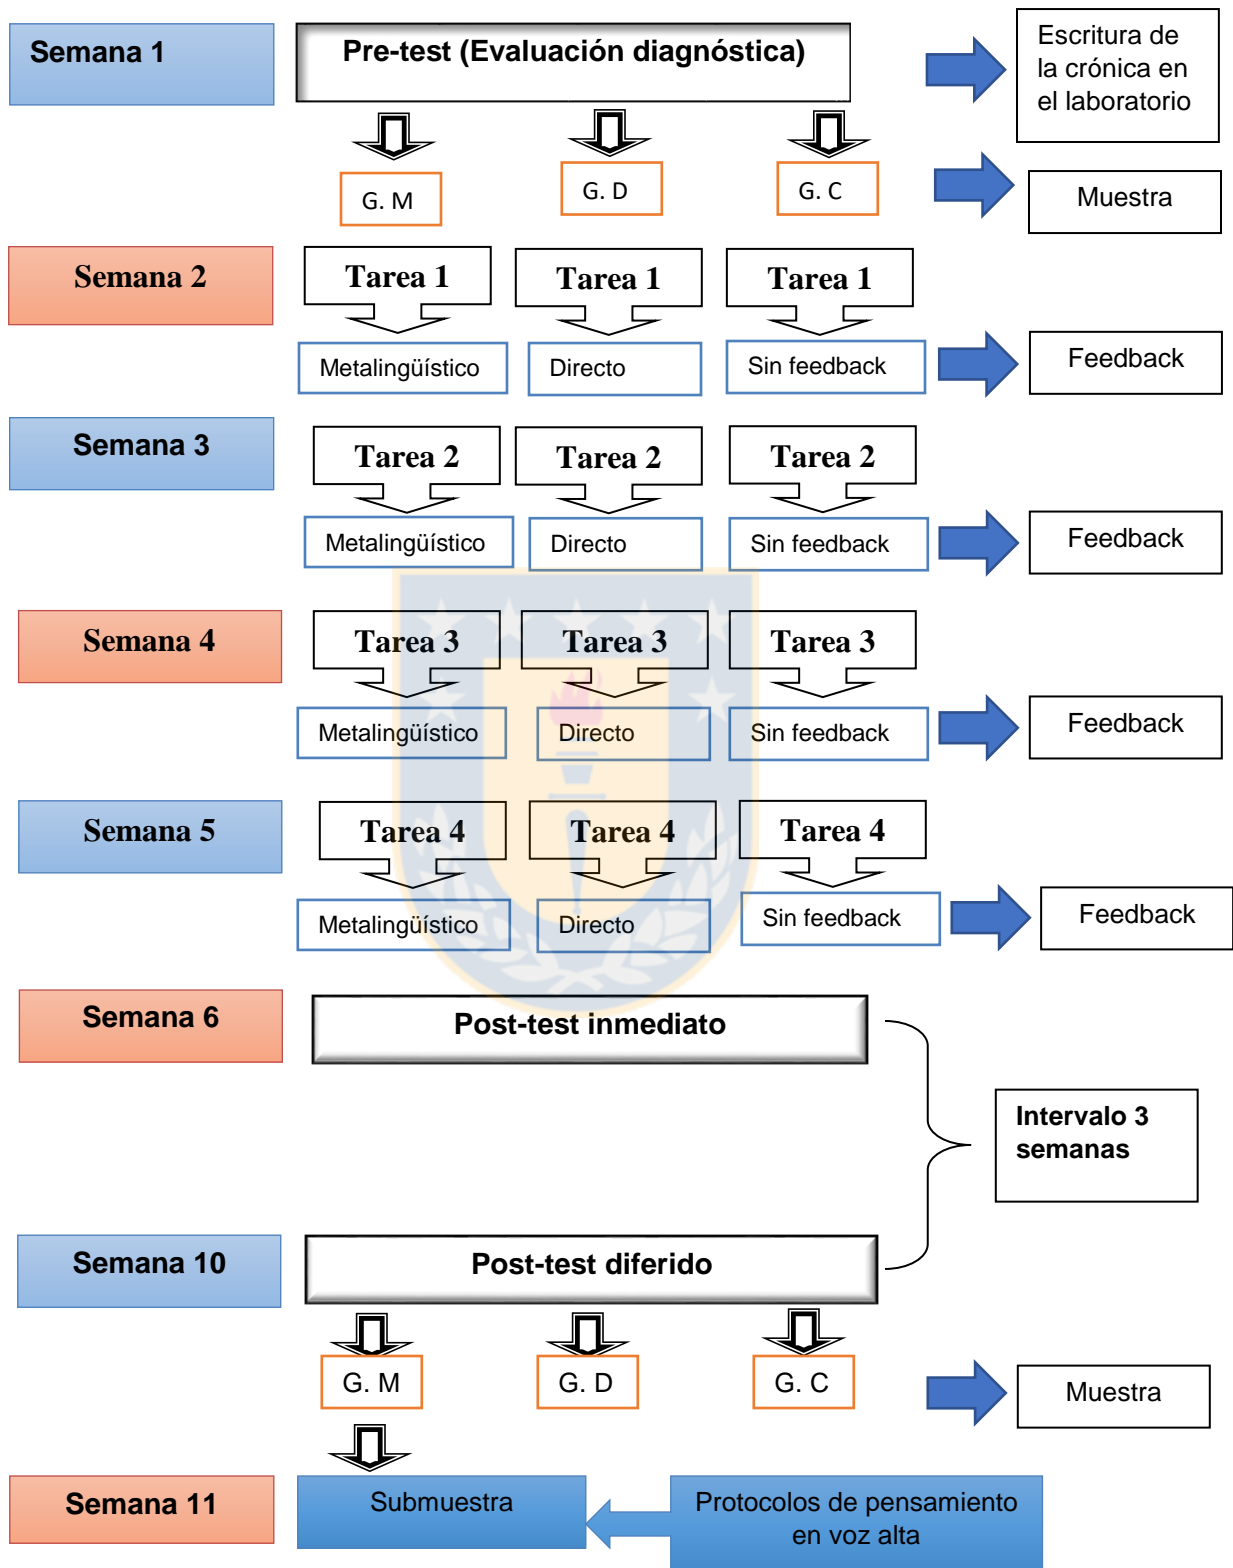 Semana 1
Pre-test (Evaluación diagnóstica)
Escritura de
la crónica en
el laboratorio
G. M
G. D
G. C
Muestra
Semana 2
Tarea 1
Tarea 1
Tarea 1
Metalingüístico
Directo
Sin feedback
Feedback
Semana 3
Tarea 2
Tarea 2
Tarea 2
Metalingüístico
Directo
Sin feedback
Feedback
Semana 4
Tarea 3
Tarea 3
Tarea 3
Metalingüístico
Directo
Sin feedback
Feedback
Semana 5
Tarea 4
Tarea 4
Tarea 4
Metalingüístico
Directo
Sin feedback
Feedback
Semana 6
Post-test inmediato
Intervalo 3
semanas
Semana 10
Post-test diferido
G. M
G. D
G. C
Muestra
Semana 11
Submuestra
Protocolos de pensamiento
en voz alta